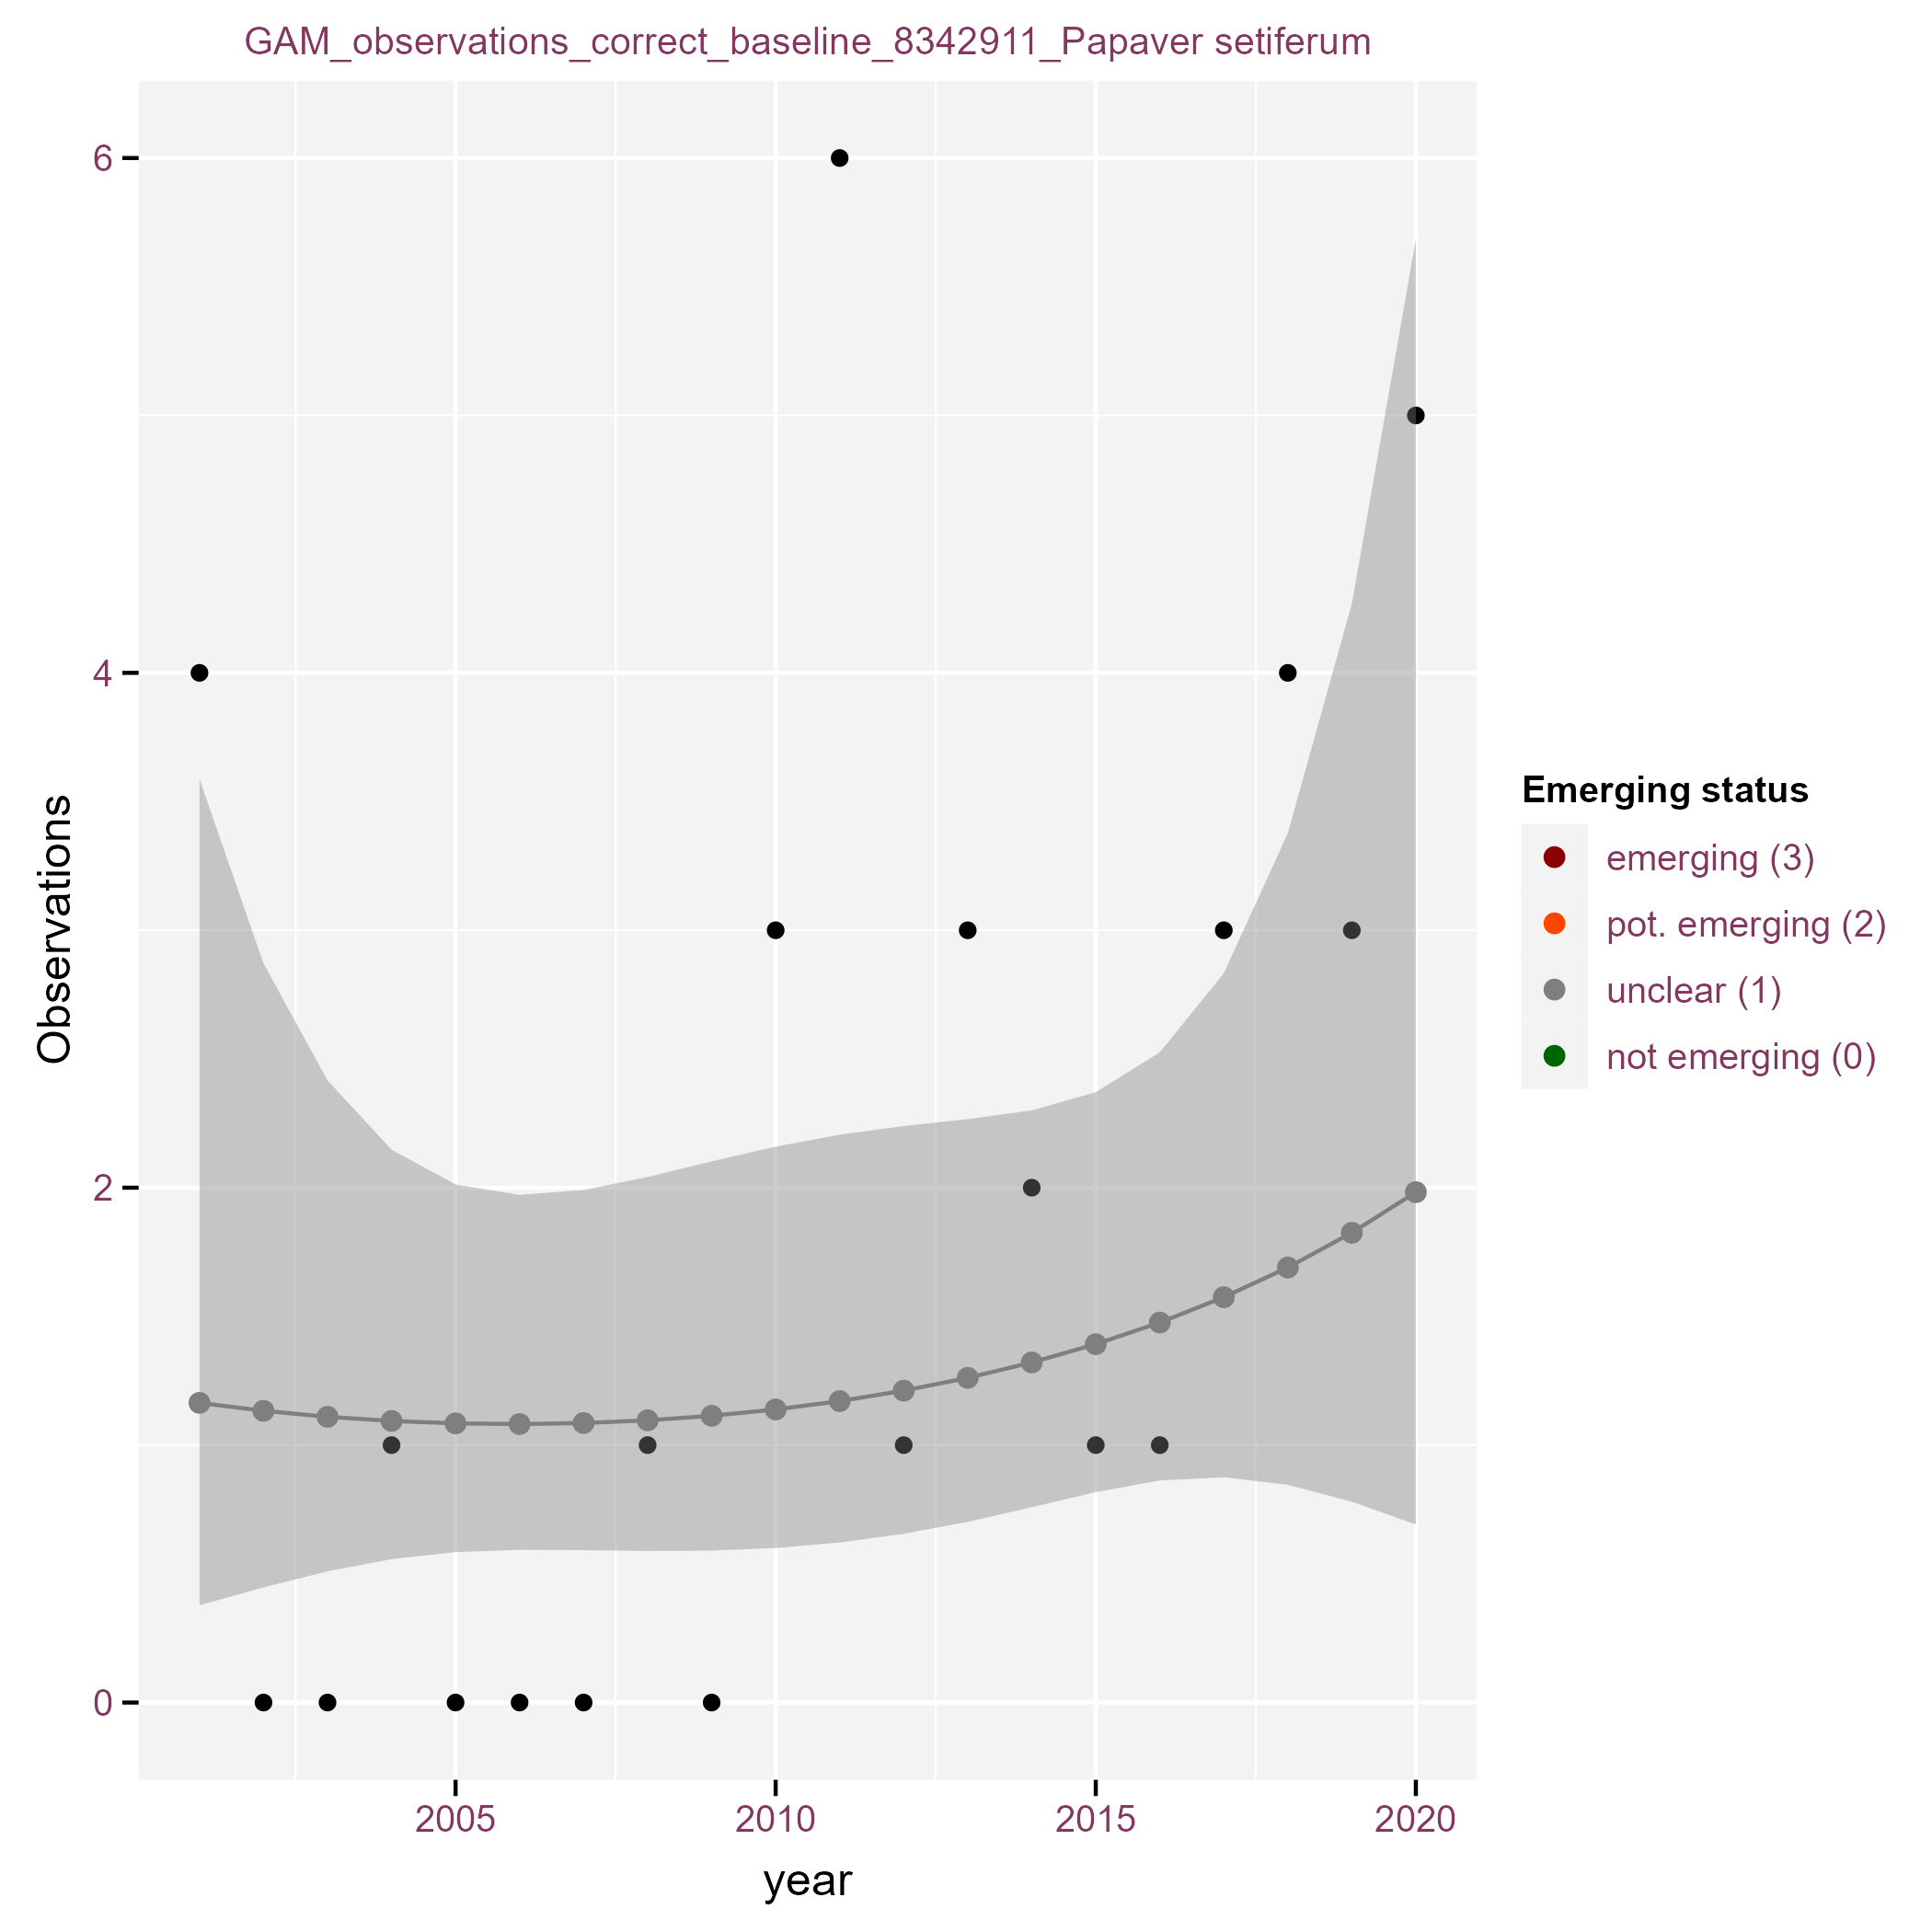 GAM_observations_correct_baseline_8342911_Papaver setiferum
6
4
2
0
Observations
2005
2010
2015
2020
year
Emerging status
emerging (3)
pot. emerging (2)
unclear (1)
not emerging (0)